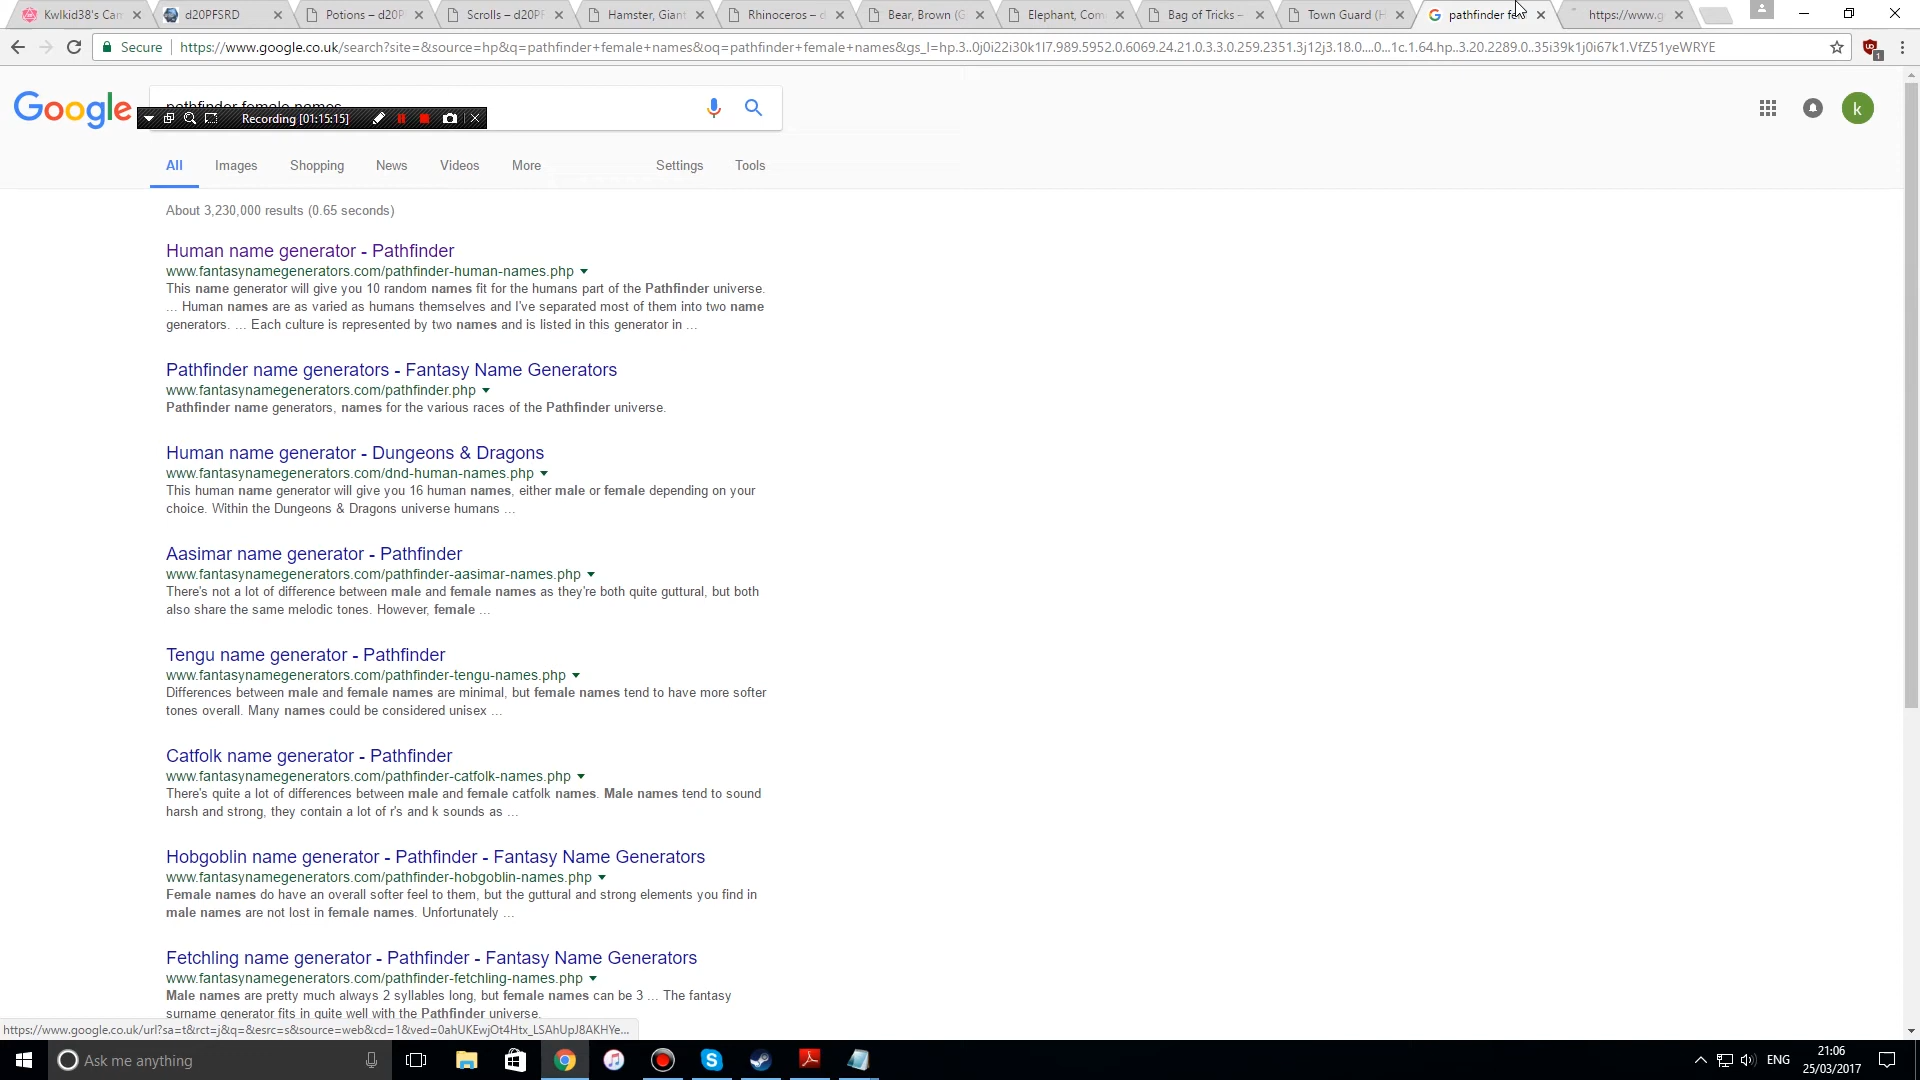 Kwlkid38's Cam
d20PFSRD
Potions – d20P
Scrolls – d20PF
Hamster, Giant
Rhinoceros – d
Bear, Brown (G
Elephant, Com
Bag of Tricks –
Town Guard (H
pathfinder fe
https://www.g
Secure
https://www.google.co.uk/search?site=&source=hp&q=pathfinder+female+names&oq=pathfinder+female+names&gs_l=hp.3..0j0i22i30k1l7.989.5952.0.6069.24.21.0.3.3.0.259.2351.3j12j3.18.0....0...1c.1.64.hp..3.20.2289.0..35i39k1j0i67k1.VfZ51yeWRYE
1
Google
pathfinder female names
k
Recording [01:15:15]
All Images Shopping News Videos More Settings Tools
About 3,230,000 results (0.65 seconds)
Human name generator - Pathfinder
www.fantasynamegenerators.com/pathfinder-human-names.php
This name generator will give you 10 random names fit for the humans part of the Pathfinder universe.
... Human names are as varied as humans themselves and I've separated most of them into two name
generators. ... Each culture is represented by two names and is listed in this generator in ...
Pathfinder name generators - Fantasy Name Generators
www.fantasynamegenerators.com/pathfinder.php
Pathfinder name generators, names for the various races of the Pathfinder universe.
Human name generator - Dungeons & Dragons
www.fantasynamegenerators.com/dnd-human-names.php
This human name generator will give you 16 human names, either male or female depending on your
choice. Within the Dungeons & Dragons universe humans ...
Aasimar name generator - Pathfinder
www.fantasynamegenerators.com/pathfinder-aasimar-names.php
There's not a lot of difference between male and female names as they're both quite guttural, but both
also share the same melodic tones. However, female ...
Tengu name generator - Pathfinder
www.fantasynamegenerators.com/pathfinder-tengu-names.php
Differences between male and female names are minimal, but female names tend to have more softer
tones overall. Many names could be considered unisex ...
Catfolk name generator - Pathfinder
www.fantasynamegenerators.com/pathfinder-catfolk-names.php
There's quite a lot of differences between male and female catfolk names. Male names tend to sound
harsh and strong, they contain a lot of r's and k sounds as ...
Hobgoblin name generator - Pathfinder - Fantasy Name Generators
www.fantasynamegenerators.com/pathfinder-hobgoblin-names.php
Female names do have an overall softer feel to them, but the guttural and strong elements you find in
male names are not lost in female names. Unfortunately ...
Fetchling name generator - Pathfinder - Fantasy Name Generators
www.fantasynamegenerators.com/pathfinder-fetchling-names.php
Male names are pretty much always 2 syllables long, but female names can be 3 ... The fantasy
surname generator fits in quite well with the Pathfinder universe.
https://www.google.co.uk/url?sa=t&rct=j&q=&esrc=s&source=web&cd=1&ved=0ahUKEwjOt4Htx_LSAhUpJ8AKHYe...
Ask me anything
ENG
21:06
25/03/2017